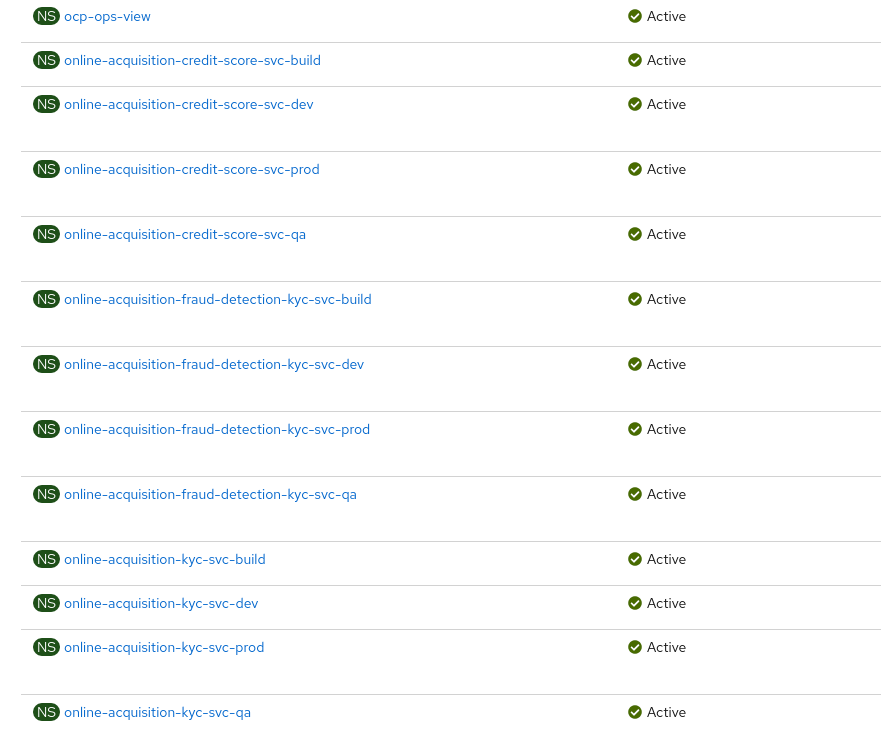 NS ocp-ops-view Active
NS online-acquisition-credit-score-svc-build Active
NS online-acquisition-credit-score-svc-dev Active
NS online-acquisition-credit-score-svc-prod Active
NS online-acquisition-credit-score-svc-qa Active
NS online-acquisition-fraud-detection-kyc-svc-build Active
NS online-acquisition-fraud-detection-kyc-svc-dev Active
NS online-acquisition-fraud-detection-kyc-svc-prod Active
NS online-acquisition-fraud-detection-kyc-svc-qa Active
NS online-acquisition-kyc-svc-build Active
NS online-acquisition-kyc-svc-dev Active
NS online-acquisition-kyc-svc-prod Active
NS online-acquisition-kyc-svc-qa Active